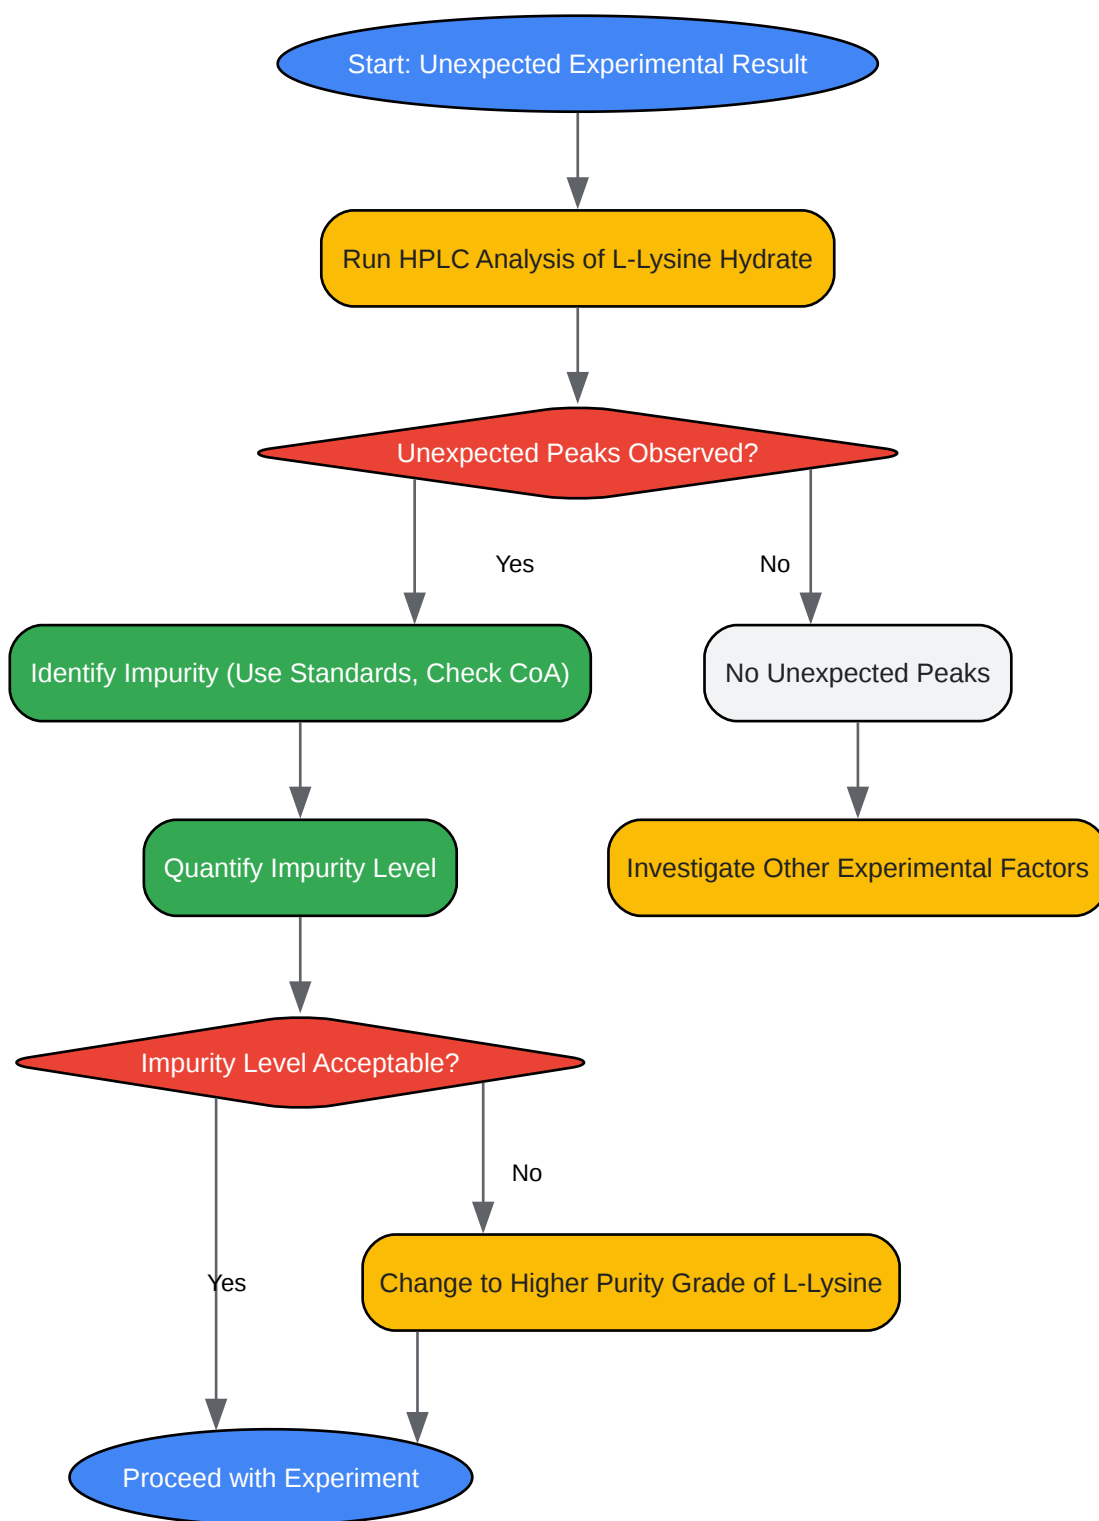 Start: Unexpected Experimental Result
Run HPLC Analysis of L-Lysine Hydrate
Unexpected Peaks Observed?
Yes
No
Identify Impurity (Use Standards, Check CoA)
No Unexpected Peaks
Quantify Impurity Level
Investigate Other Experimental Factors
Impurity Level Acceptable?
No
Yes
Change to Higher Purity Grade of L-Lysine
Proceed with Experiment